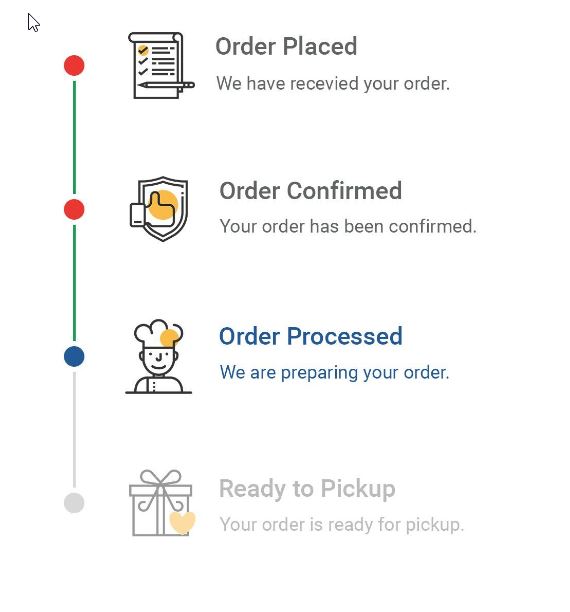 Order Placed
We have recevied your order.
Order Confirmed
Your order has been confirmed.
Order Processed
We are preparing your order.
Ready to Pickup
Your order is ready for pickup.